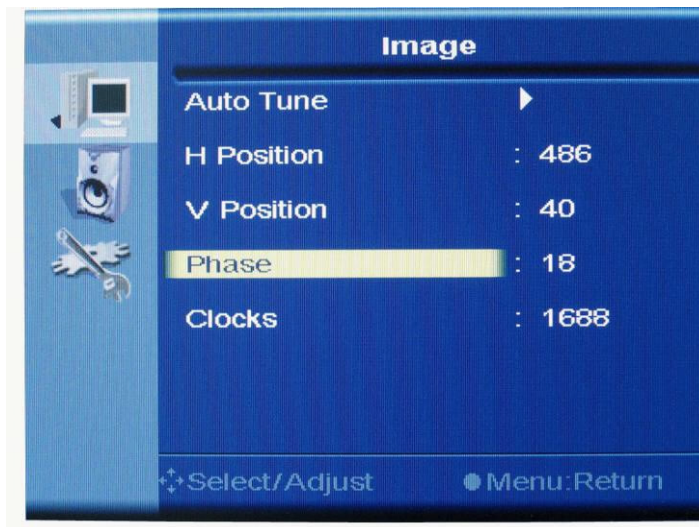 Image
Auto Tune
H Position : 486
V Position : 40
Phase : 18
Clocks : 1688
Select/Adjust Menu:Return